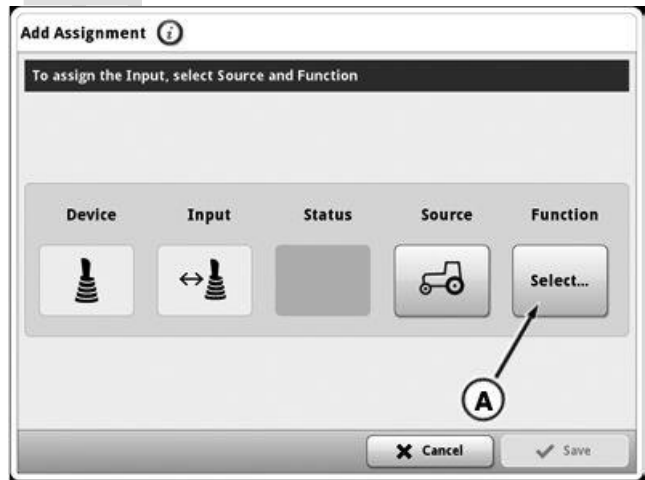 Add Assignment
To assign the Input, select Source and Function
Device Input Status Source Function
Select...
A
Cancel Save